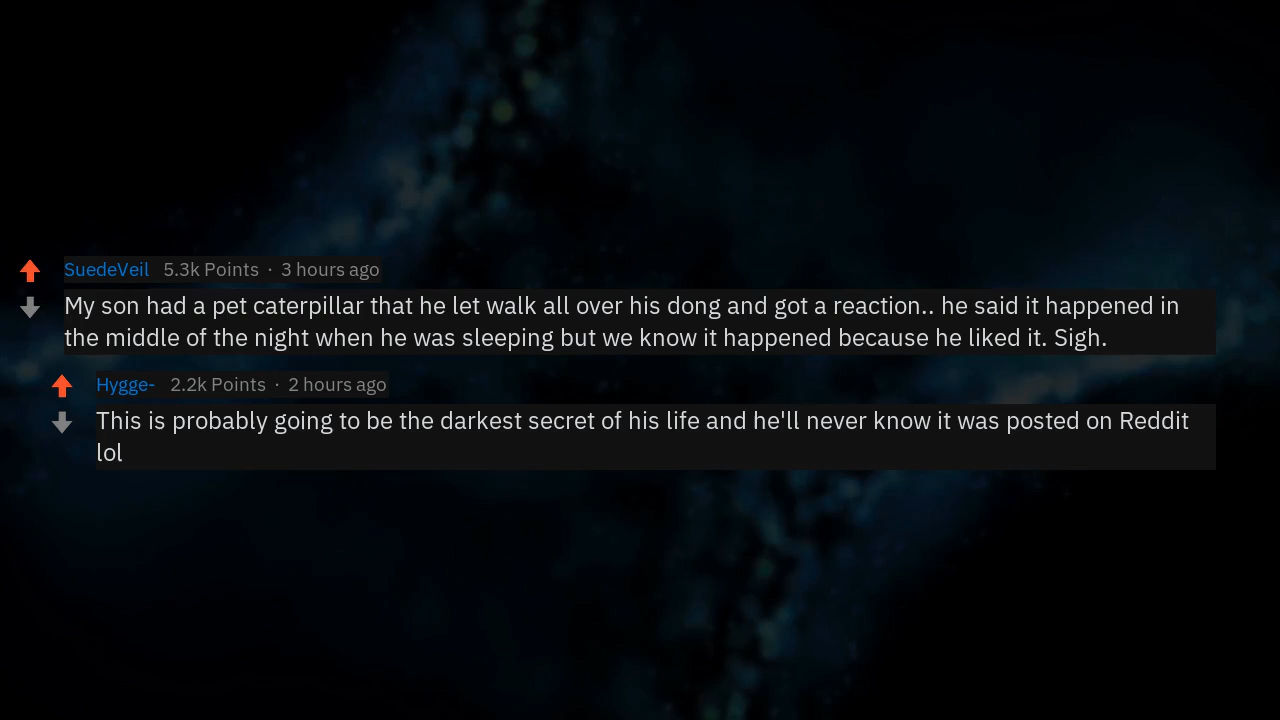 SuedeVeil 5.3k Points · 3 hours ago
My son had a pet caterpillar that he let walk all over his dong and got a reaction.. he said it happened in
the middle of the night when he was sleeping but we know it happened because he liked it. Sigh.
Hygge- 2.2k Points · 2 hours ago
This is probably going to be the darkest secret of his life and he'll never know it was posted on Reddit
lol